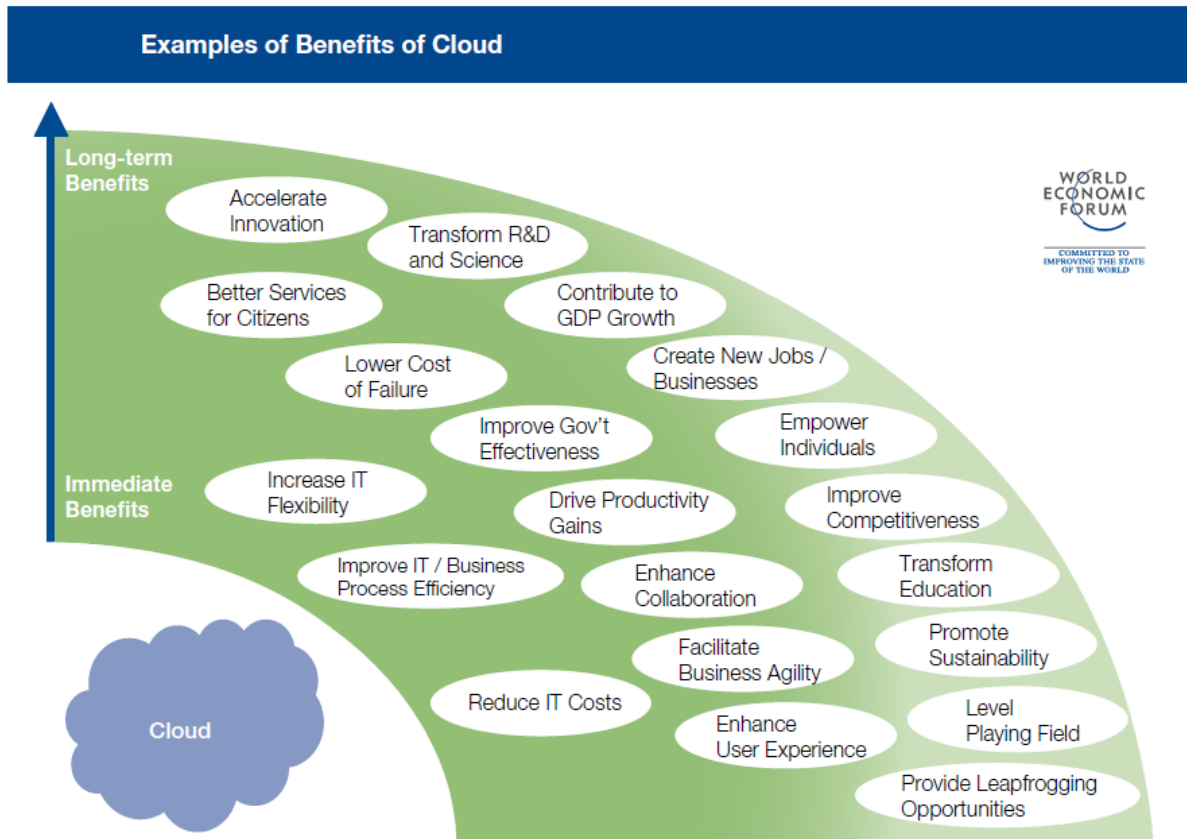 Examples of Benefits of Cloud
Long-term
Benefits
Accelerate
Innovation
Transform R&D
and Science
WORLD
ECONOMIC
FORUM
COMMITTED TO
IMPROVING THE STATE
OF THE WORLD
Better Services
for Citizens
Contribute to
GDP Growth
Lower Cost
of Failure
Create New Jobs /
Businesses
Improve Gov't
Effectiveness
Empower
Individuals
Immediate
Benefits
Increase IT
Flexibility
Drive Productivity
Gains
Improve
Competitiveness
Improve IT / Business
Process Efficiency
Enhance
Collaboration
Transform
Education
Facilitate
Business Agility
Promote
Sustainability
Reduce IT Costs
Enhance
User Experience
Level
Playing Field
Cloud
Provide Leapfrogging
Opportunities